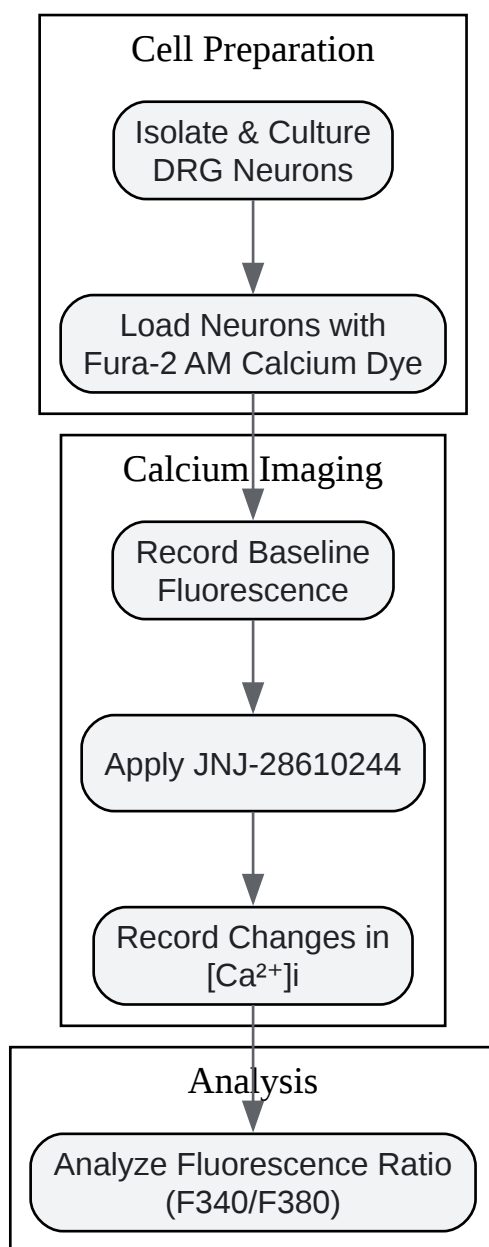 Cell Preparation
Isolate & Culture
DRG Neurons
Load Neurons with
Fura-2 AM Calcium Dye
Calcium Imaging
Record Baseline
Fluorescence
Apply JNJ-28610244
Record Changes in
[Ca²⁺]i
Analysis
Analyze Fluorescence Ratio
(F340/F380)